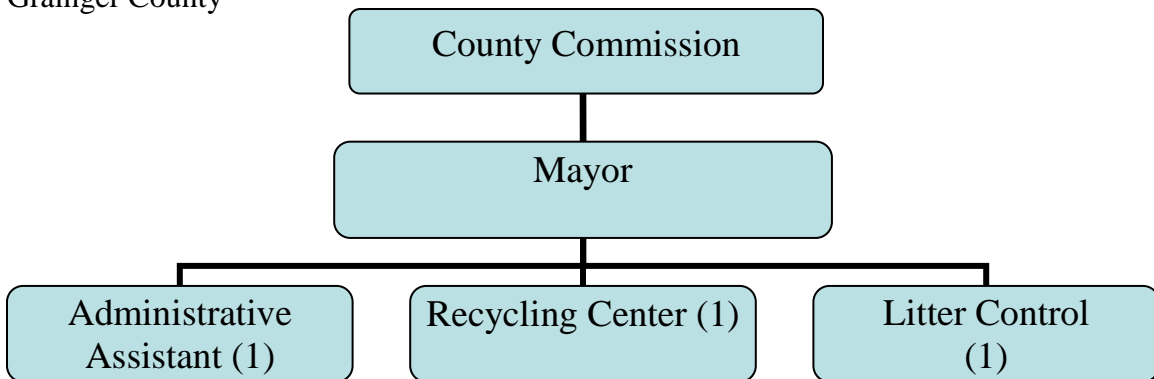 Grainger County
County Commission
Mayor
Administrative
Assistant (1)
Recycling Center (1)
Litter Control
(1)